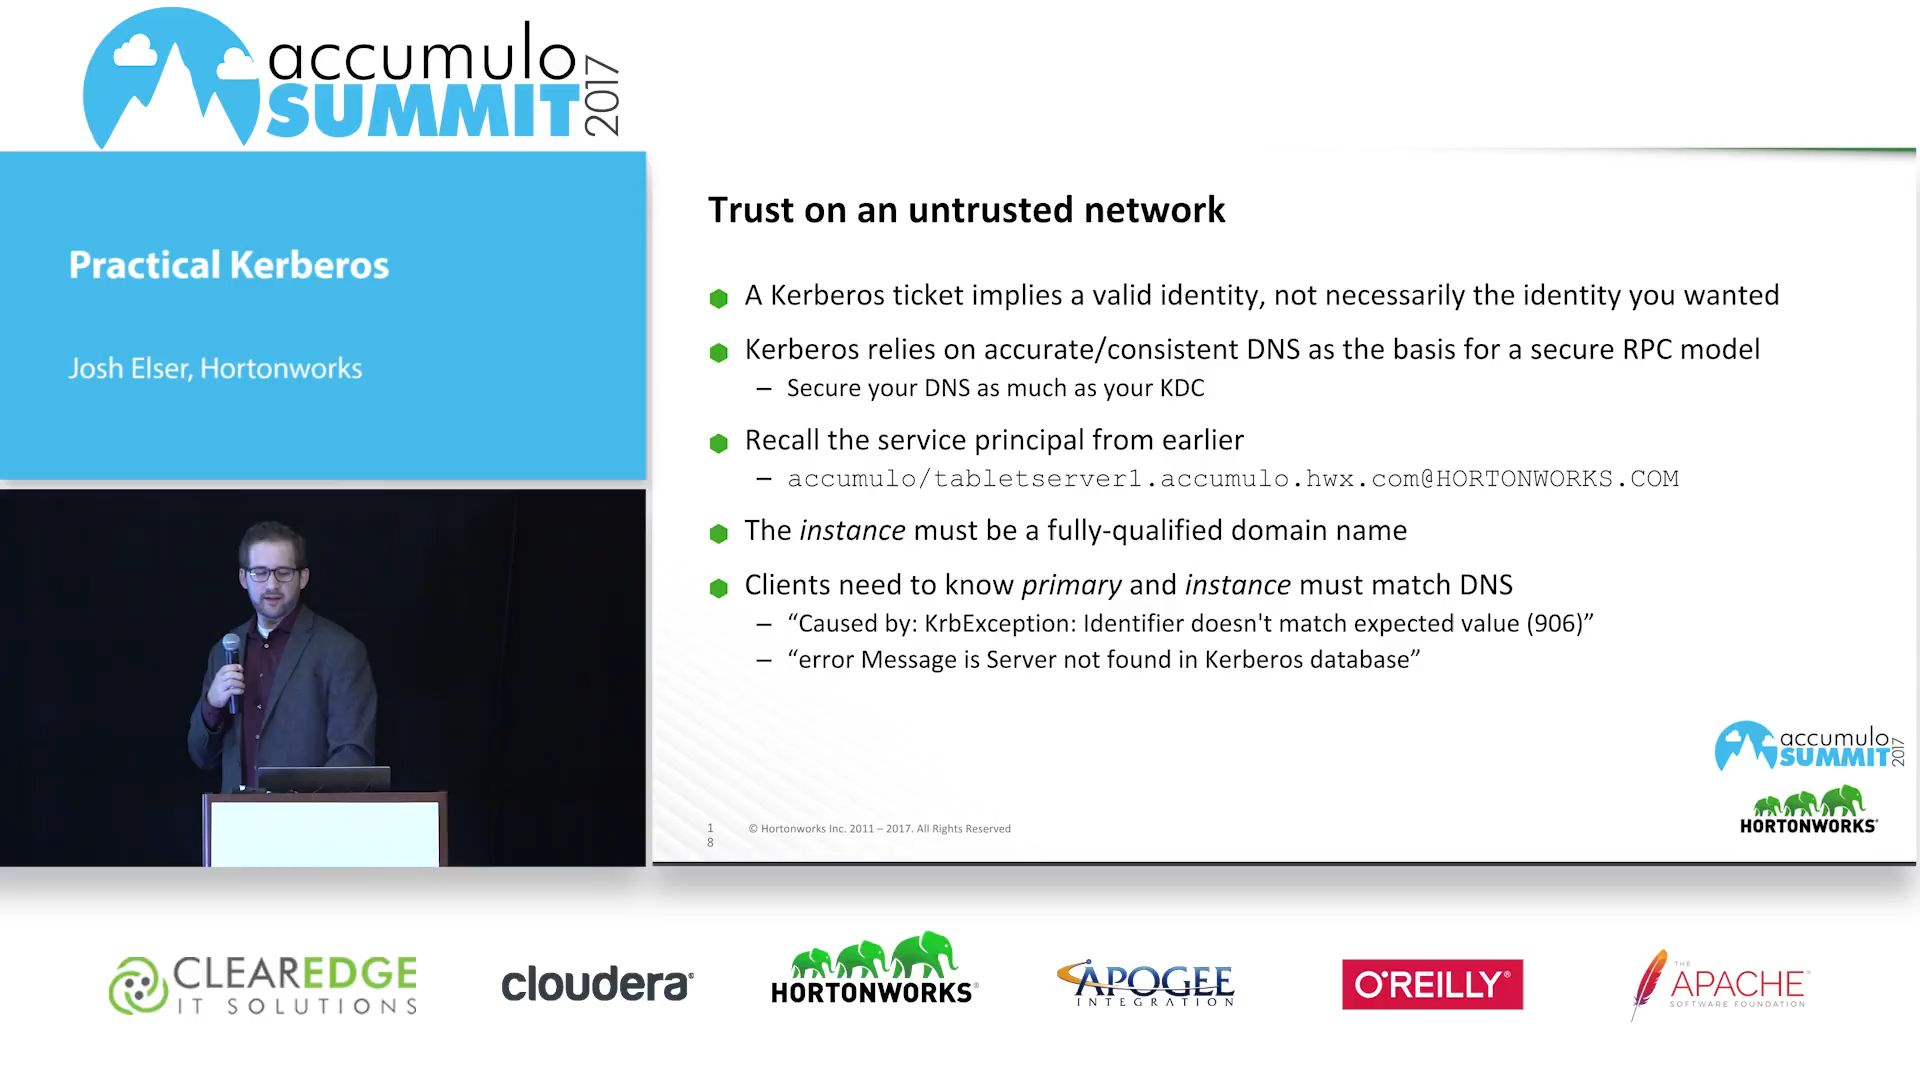 accumulo
SUMMIT
2017
Practical Kerberos
Josh Elser, Hortonworks
Trust on an untrusted network
A Kerberos ticket implies a valid identity, not necessarily the identity you wanted
Kerberos relies on accurate/consistent DNS as the basis for a secure RPC model
– Secure your DNS as much as your KDC
Recall the service principal from earlier
– accumulo/tabletserver1.accumulo.hwx.com@HORTONWORKS.COM
The instance must be a fully-qualified domain name
Clients need to know primary and instance must match DNS
– “Caused by: KrbException: Identifier doesn't match expected value (906)”
– “error Message is Server not found in Kerberos database”
accumulo
SUMMIT
2017
HORTONWORKS
1
8
© Hortonworks Inc. 2011 – 2017. All Rights Reserved
CLEAREDGE
IT SOLUTIONS
cloudera®
HORTONWORKS®
APOGEE
INTEGRATION
O'REILLY®
THE
APACHE®
SOFTWARE FOUNDATION